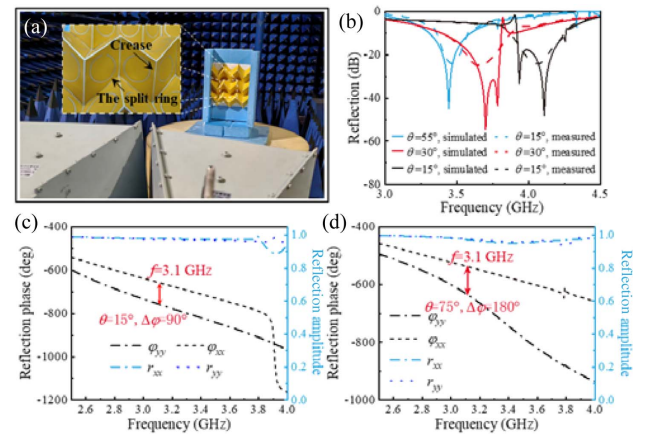 (a)
Crease
The split ring
(b)
Reflection (dB)
0
-20
-40
-60
-80
θ=55°, simulated
θ=15°, measured
θ=30°, simulated
θ=30°, measured
θ=15°, simulated
θ=15°, measured
3.0 3.5 4.0 4.5
Frequency (GHz)
(c)
Reflection phase (deg)
-400
-600
-800
-1000
-1200
f=3.1 GHz
θ=15°, Δφ=90°
φyy φxx
rxx ryy
2.6 2.8 3.0 3.2 3.4 3.6 3.8 4.0
Frequency (GHz)
1.0
0.8
0.6
0.4
0.2
0.0
Reflection amplitude
(d)
Reflection phase (deg)
-400
-600
-800
-1000
f=3.1 GHz
θ=75°, Δφ=180°
φyy
φxx
rxx
ryy
2.6 2.8 3.0 3.2 3.4 3.6 3.8 4.0
Frequency (GHz)
1.0
0.8
0.6
0.4
0.2
0.0
Reflection amplitude